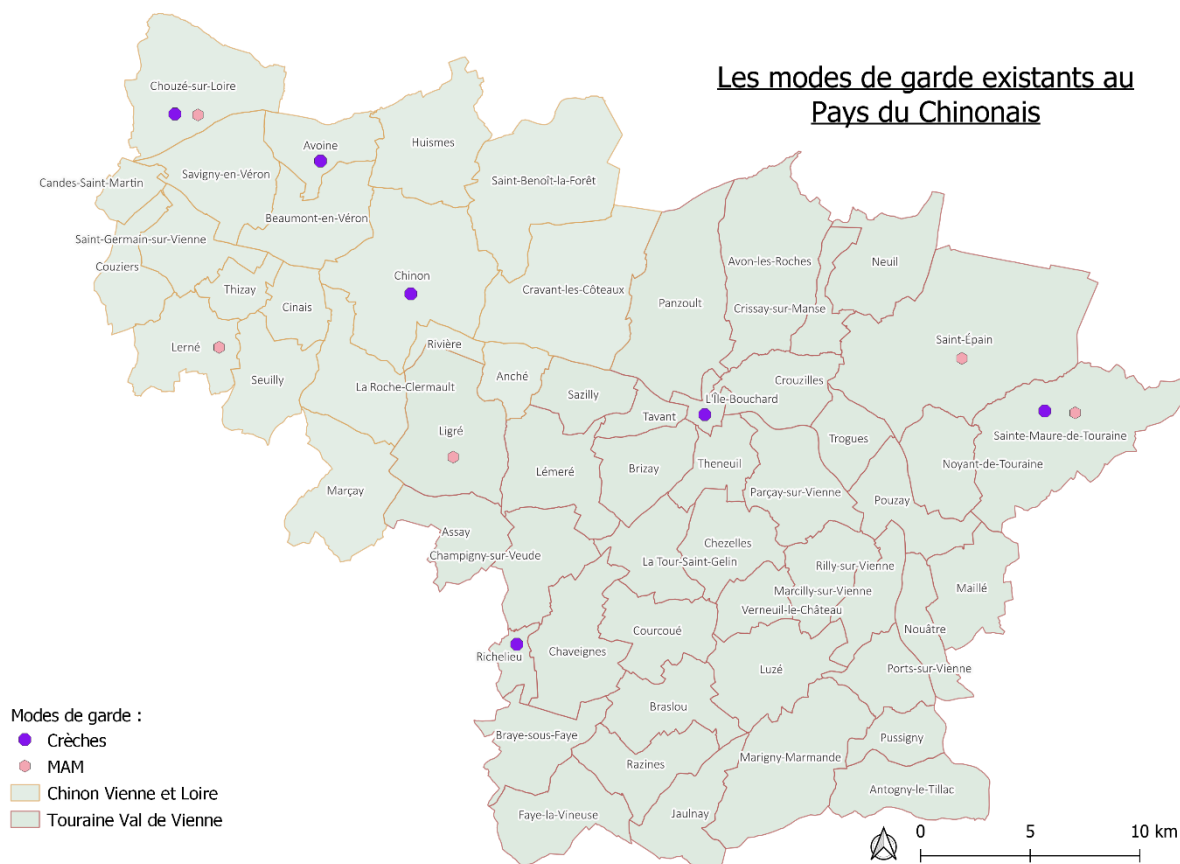 Les modes de garde existants au
Pays du Chinonais
Chouzé-sur-Loire
Avoine
Huismes
Savigny-en-Véron
Candes-Saint-Martin
Saint-Benoît-la-Forêt
Beaumont-en-Véron
Saint-Germain-sur-Vienne
Couziers
Avon-les-Roches
Neuil
Chinon
Thizay
Cravant-les-Côteaux
Panzoult
Cinais
Crissay-sur-Manse
Lerné
Rivière
Saint-Épain
Seuilly
La Roche-Clermault
Anché
Crouzilles
Sazilly
L'Île-Bouchard
Tavant
Ligré
Trogues
Sainte-Maure-de-Touraine
Lémeré
Brizay
Theneuil
Noyant-de-Touraine
Marçay
Parçay-sur-Vienne
Pouzay
Assay
Champigny-sur-Veude
Chezelles
La Tour-Saint-Gelin
Rilly-sur-Vienne
Marcilly-sur-Vienne
Maillé
Verneuil-le-Château
Courcoué
Nouâtre
Richelieu
Chaveignes
Luzé
Ports-sur-Vienne
Braslou
Braye-sous-Faye
Pussigny
Razines
Marigny-Marmande
Antogny-le-Tillac
Faye-la-Vineuse
Jaulnay
Modes de garde :
Crèches
MAM
Chinon Vienne et Loire
Touraine Val de Vienne
0 5 10 km